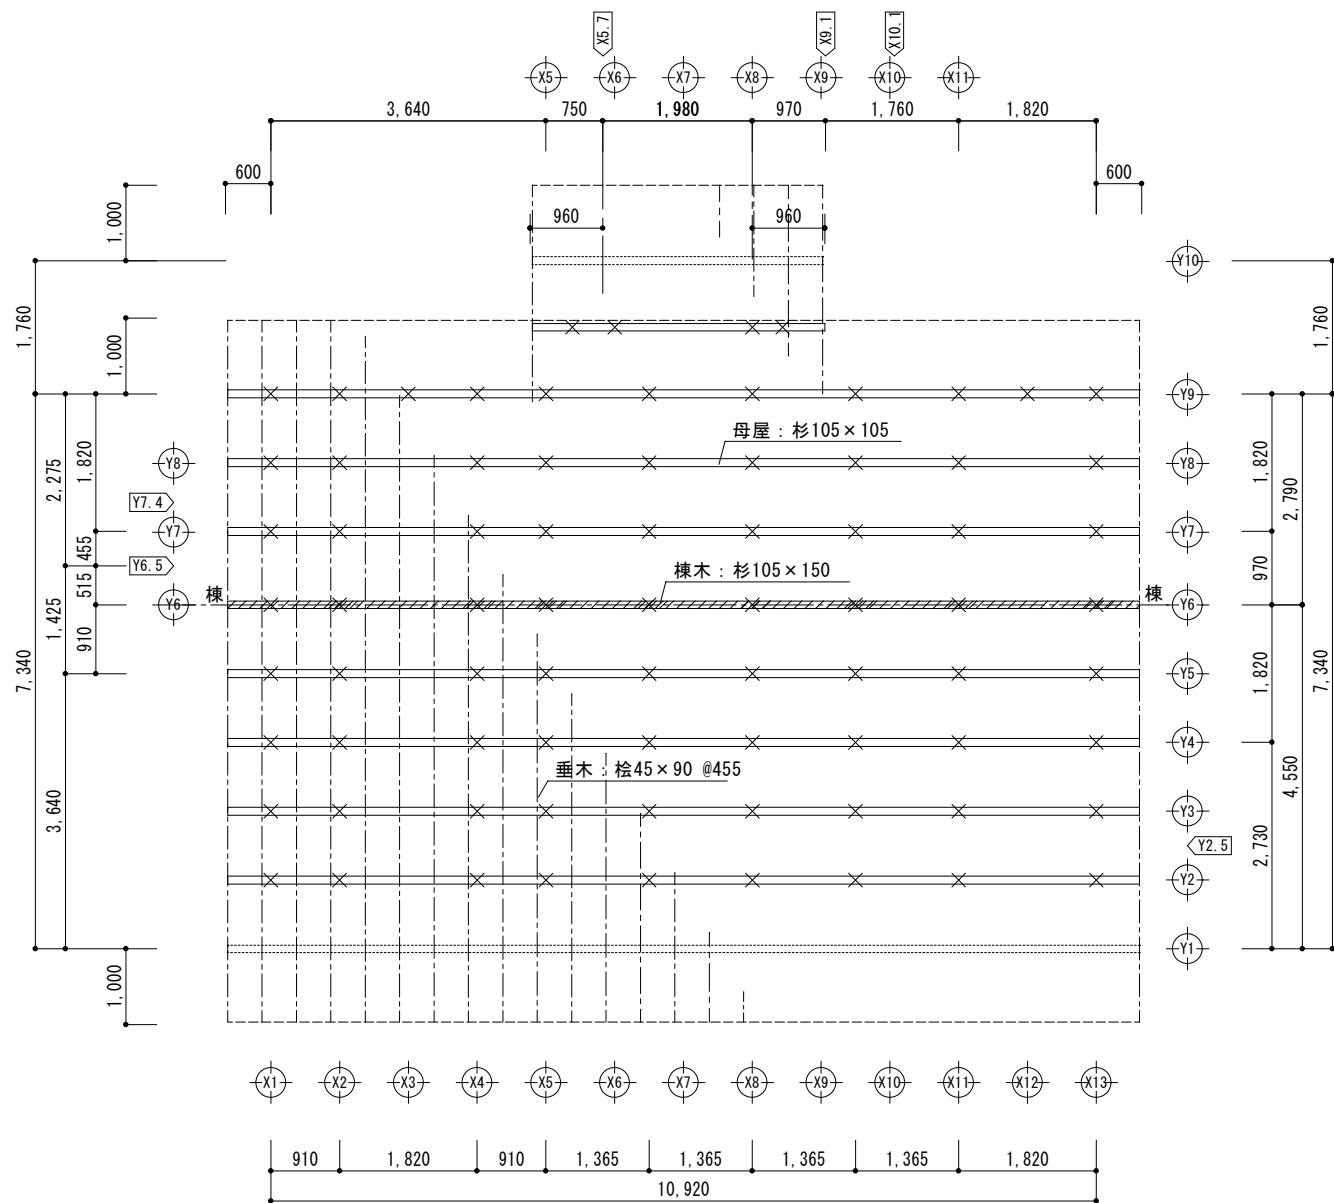 X5.7 X9.1 X10.1
X5 X6 X7 X8 X9 X10 X11
3,640 750 1,980 970 1,760 1,820
600 600
1,000 960 960
Y10
1,760 1,000 1,760
Y9
母屋：杉105×105
Y8 2,275 1,820 Y8 1,820 2,790
Y7.4
Y7 Y7
455
Y6.5 970
棟木：杉105×150
515
棟 棟
Y6 Y6
1,425 910
7,340 Y5 1,820 7,340
Y4
垂木：桧45×90 @455
3,640 4,550
Y3
Y2.5
2,730
Y2
Y1
1,000
X1 X2 X3 X4 X5 X6 X7 X8 X9 X10 X11 X12 X13
910 1,820 910 1,365 1,365 1,365 1,365 1,820
10,920